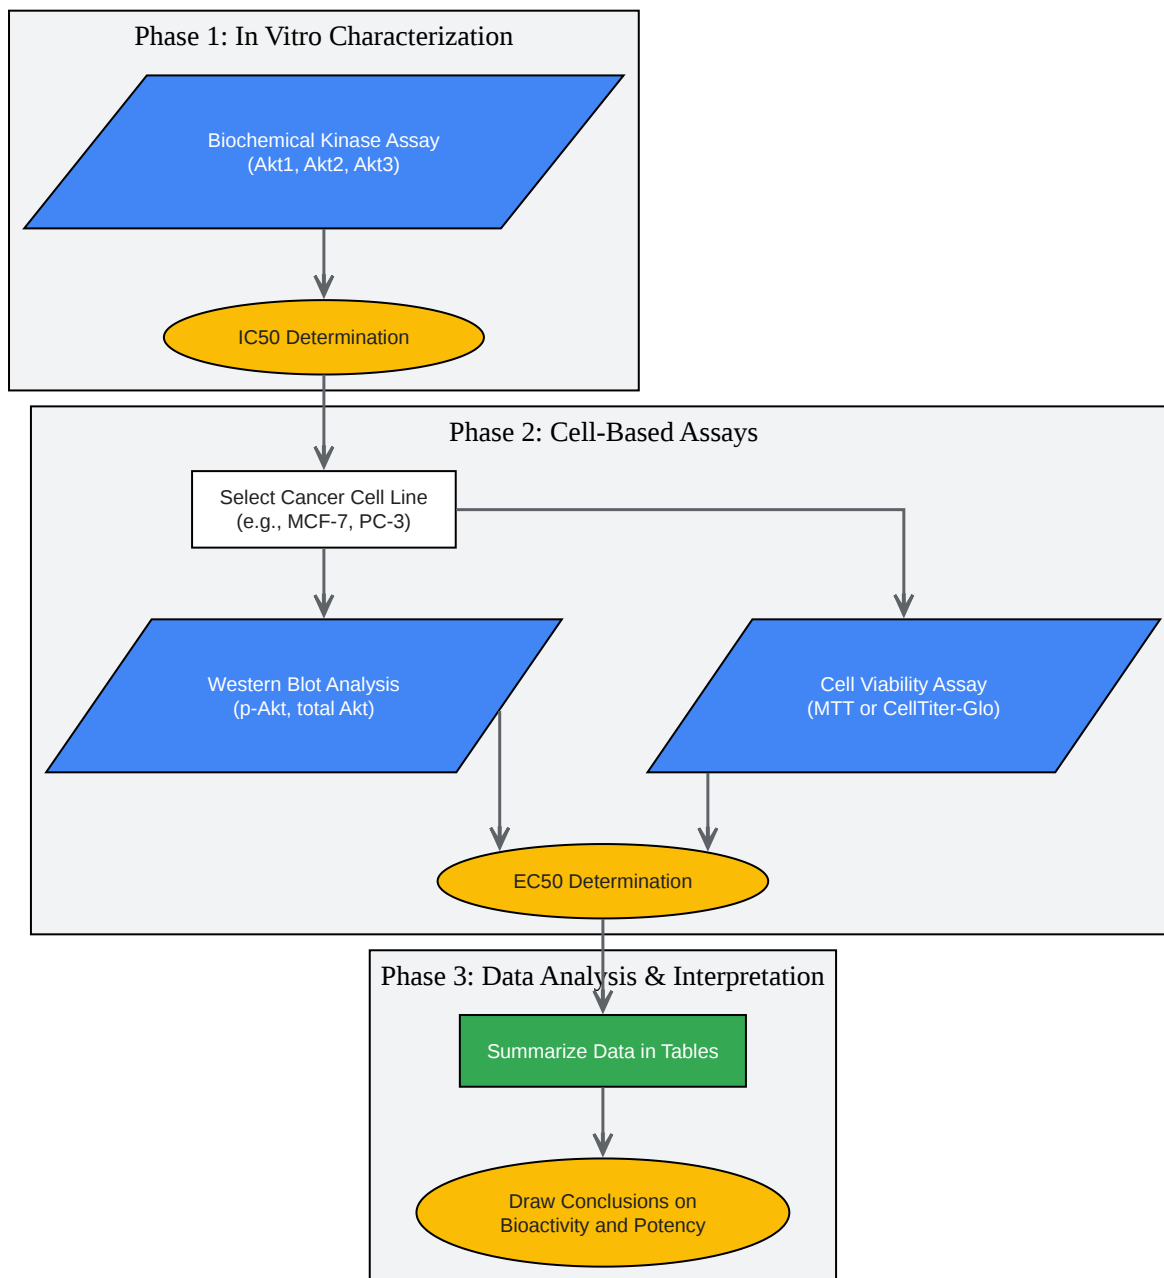 Phase 1: In Vitro Characterization
Biochemical Kinase Assay
(Akt1, Akt2, Akt3)
IC50 Determination
Phase 2: Cell-Based Assays
Select Cancer Cell Line
(e.g., MCF-7, PC-3)
Western Blot Analysis
(p-Akt, total Akt)
Cell Viability Assay
(MTT or CellTiter-Glo)
EC50 Determination
Phase 3: Data Analysis & Interpretation
Summarize Data in Tables
Draw Conclusions on
Bioactivity and Potency